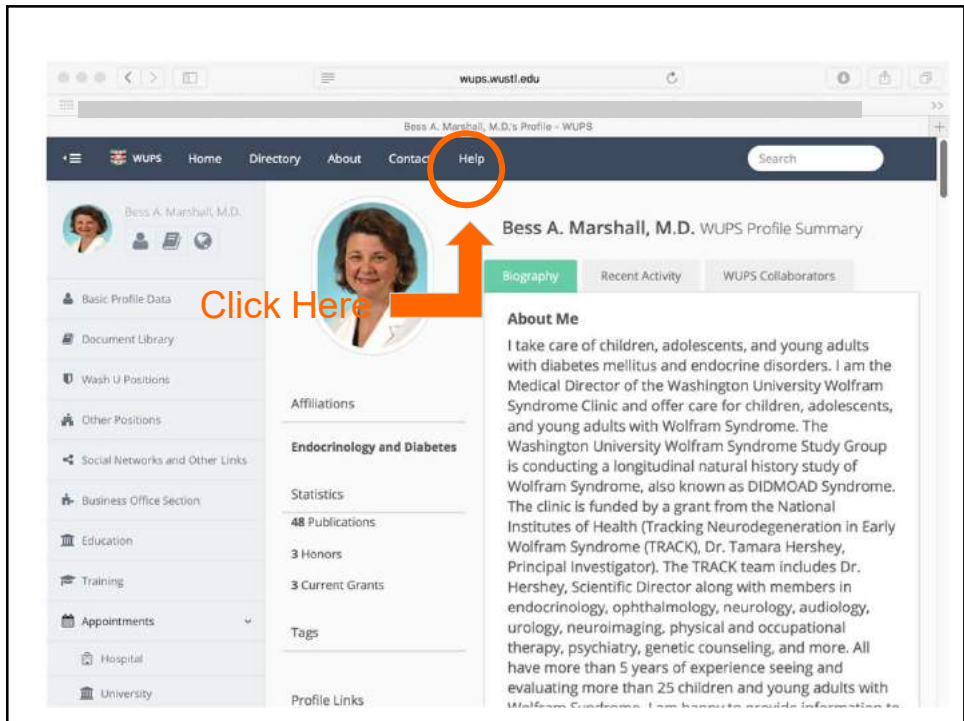 wups.wustl.edu
Bess A. Marshall, M.D.'s Profile - WUPS
WUPS Home Directory About Contact Help Search
Bess A. Marshall, M.D.
Basic Profile Data
Document Library
Wash U Positions
Other Positions
Social Networks and Other Links
Business Office Section
Education
Training
Appointments
Hospital
University
Click Here
Affiliations
Endocrinology and Diabetes
Statistics
48 Publications
3 Honors
3 Current Grants
Tags
Profile Links
Bess A. Marshall, M.D. WUPS Profile Summary
Biography Recent Activity WUPS Collaborators
About Me
I take care of children, adolescents, and young adults
with diabetes mellitus and endocrine disorders. I am the
Medical Director of the Washington University Wolfram
Syndrome Clinic and offer care for children, adolescents,
and young adults with Wolfram Syndrome. The
Washington University Wolfram Syndrome Study Group
is conducting a longitudinal natural history study of
Wolfram Syndrome, also known as DIDMOAD Syndrome.
The clinic is funded by a grant from the National
Institutes of Health (Tracking Neurodegeneration in Early
Wolfram Syndrome (TRACK), Dr. Tamara Hershey,
Principal Investigator). The TRACK team includes Dr.
Hershey, Scientific Director along with members in
endocrinology, ophthalmology, neurology, audiology,
urology, neuroimaging, physical and occupational
therapy, psychiatry, genetic counseling, and more. All
have more than 5 years of experience seeing and
evaluating more than 25 children and young adults with
Wolfram Syndrome. I am happy to provide information to